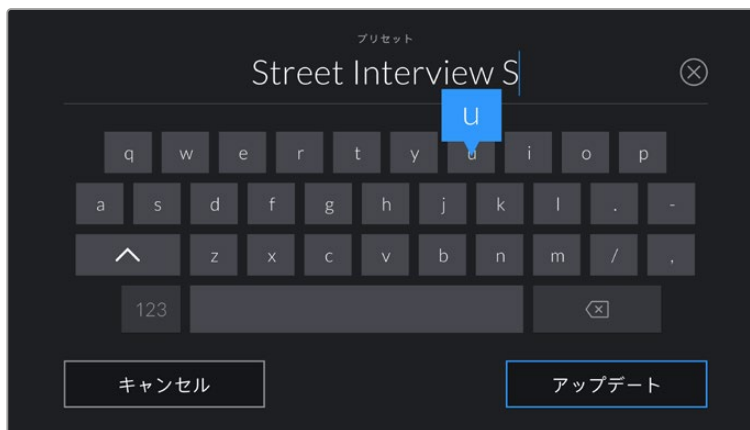 プリセット
Street Interview S
u
q w e r t y u i o p
a s d f g h j k l . -
z x c v b n m / ,
123
キャンセル アップデート